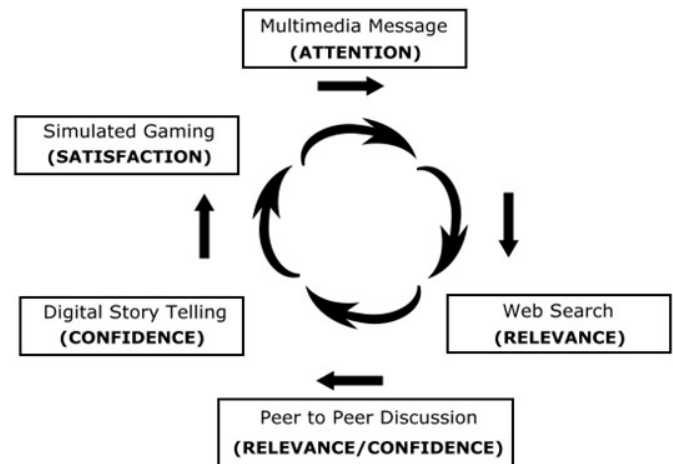 Multimedia Message
(ATTENTION)
Simulated Gaming
(SATISFACTION)
Digital Story Telling
(CONFIDENCE)
Web Search
(RELEVANCE)
Peer to Peer Discussion
(RELEVANCE/CONFIDENCE)